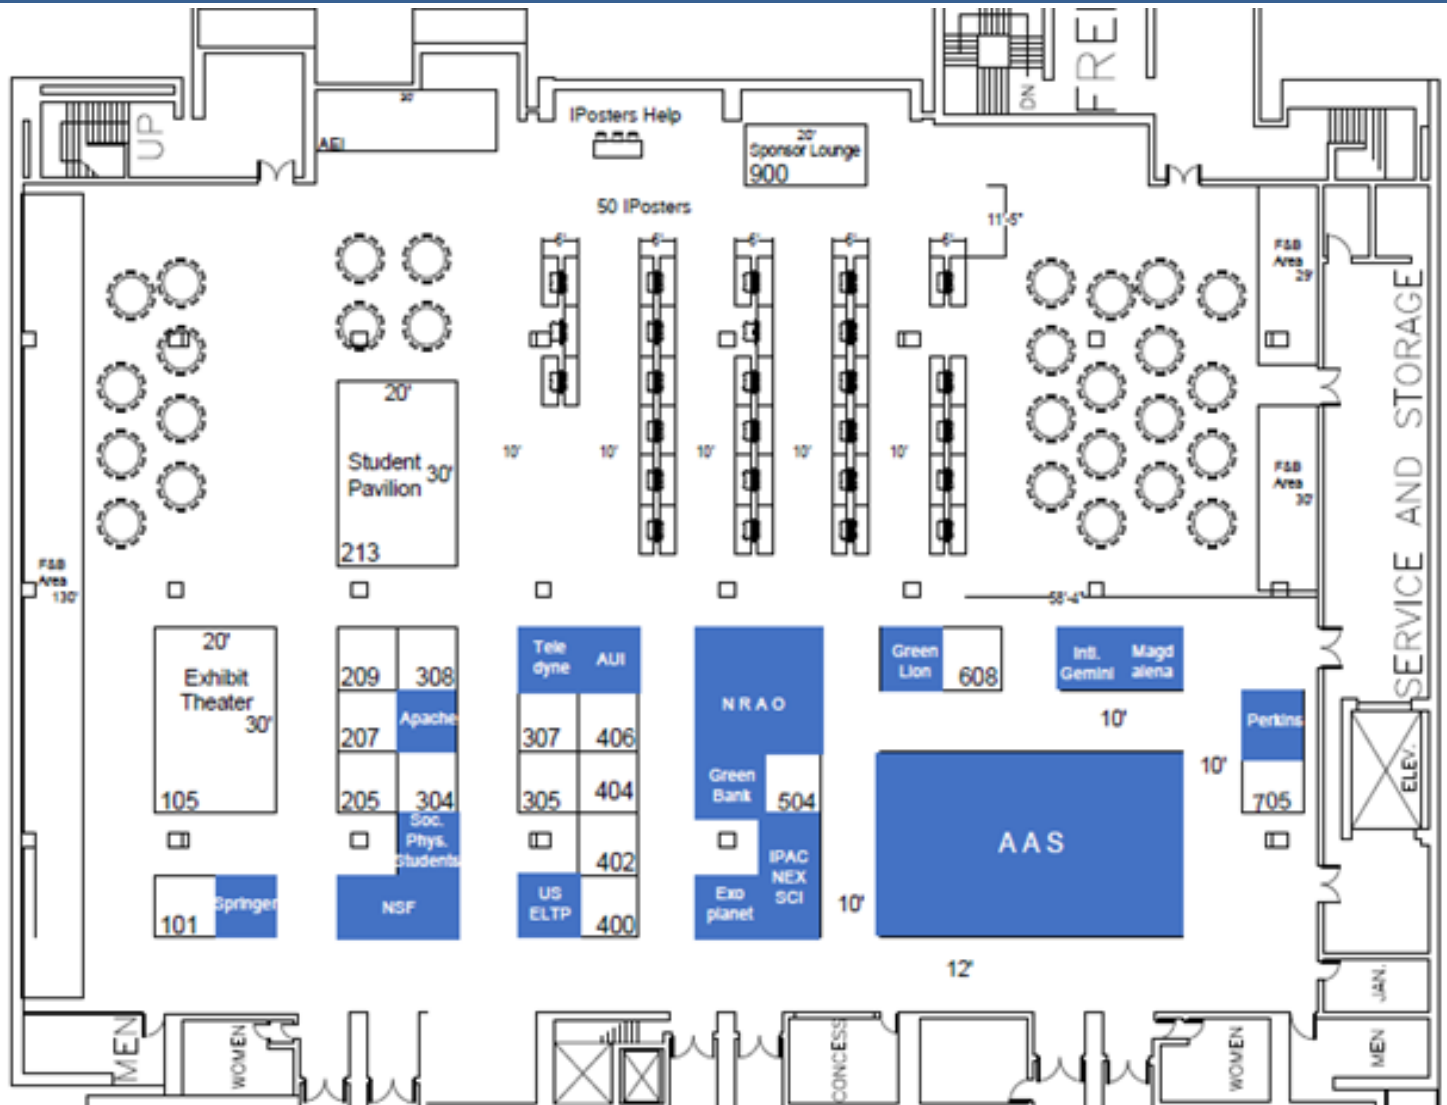 FREI
DN
UP
30'
AEI
IPosters Help
20'
Sponsor Lounge
900
50 IPosters
11'-5"
6'
6'
6'
6'
6'
F&B
Area
29'
SERVICE AND STORAGE
20'
Student
Pavilion
30'
213
10'
10'
10'
10'
10'
F&B
Area
30'
F&B
Area
130'
58'-4"
20'
Exhibit
Theater
30'
105
209
308
207
Apache
205
304
Soc.
Phys.
Students
NSF
101
Springer
Tele
dyne
AUI
307
406
305
404
402
US
ELTP
400
NRAO
Green
Bank
504
IPAC
NEX
SCI
Exo
planet
Green
Lion
608
Intl.
Gemini
Magd
alena
10'
10'
Perkins
705
AAS
10'
12'
ELEV.
MEN
WOMEN
CONCESS
WOMEN
MEN
JAN.